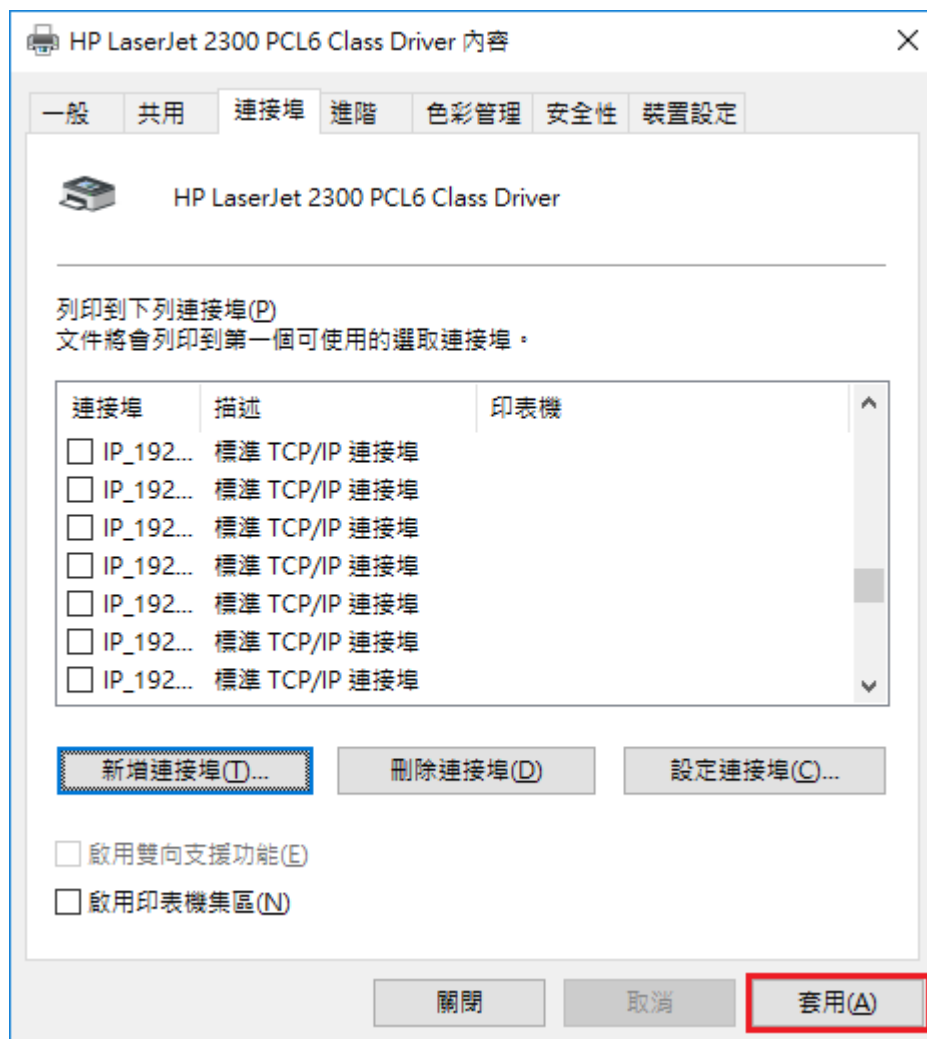 HP LaserJet 2300 PCL6 Class Driver 內容
一般 共用 連接埠 進階 色彩管理 安全性 裝置設定
HP LaserJet 2300 PCL6 Class Driver
列印到下列連接埠(P)
文件將會列印到第一個可使用的選取連接埠。
連接埠 描述 印表機
IP_192... 標準 TCP/IP 連接埠
IP_192... 標準 TCP/IP 連接埠
IP_192... 標準 TCP/IP 連接埠
IP_192... 標準 TCP/IP 連接埠
IP_192... 標準 TCP/IP 連接埠
IP_192... 標準 TCP/IP 連接埠
IP_192... 標準 TCP/IP 連接埠
新增連接埠(T)... 刪除連接埠(D) 設定連接埠(C)...
啟用雙向支援功能(E)
啟用印表機集區(N)
關閉 取消 套用(A)